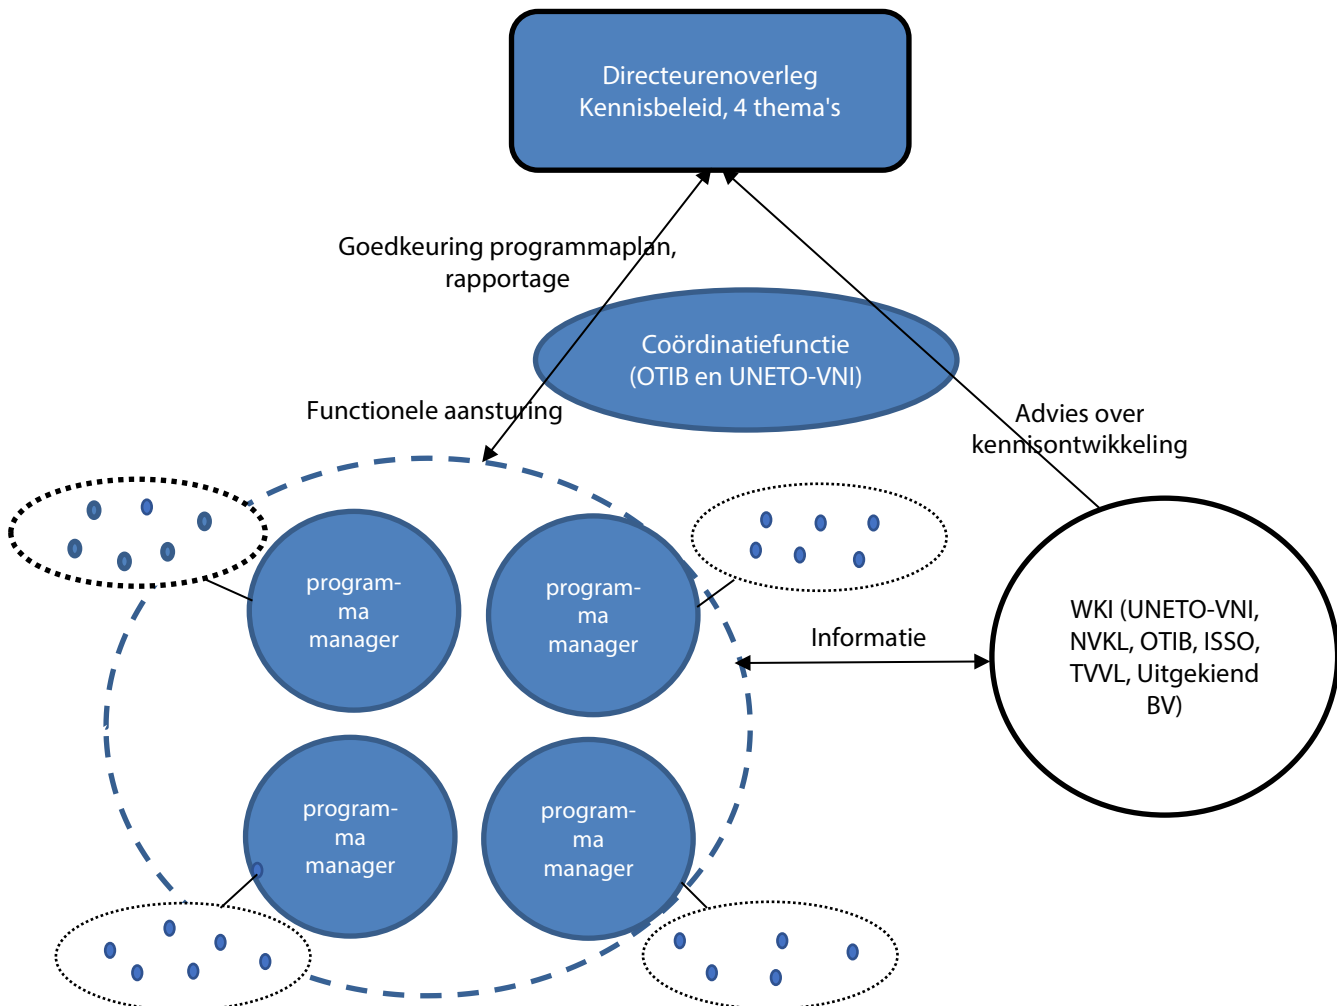 Directeurenoverleg
Kennisbeleid, 4 thema's
Goedkeuring programmaplan,
rapportage
Coördinatiefunctie
(OTIB en UNETO-VNI)
Functionele aansturing
Advies over
kennisontwikkeling
program-
ma
manager
program-
ma
manager
Informatie
WKI (UNETO-VNI,
NVKL, OTIB, ISSO,
TVVL, Uitgekiend
BV)
program-
ma
manager
program-
ma
manager